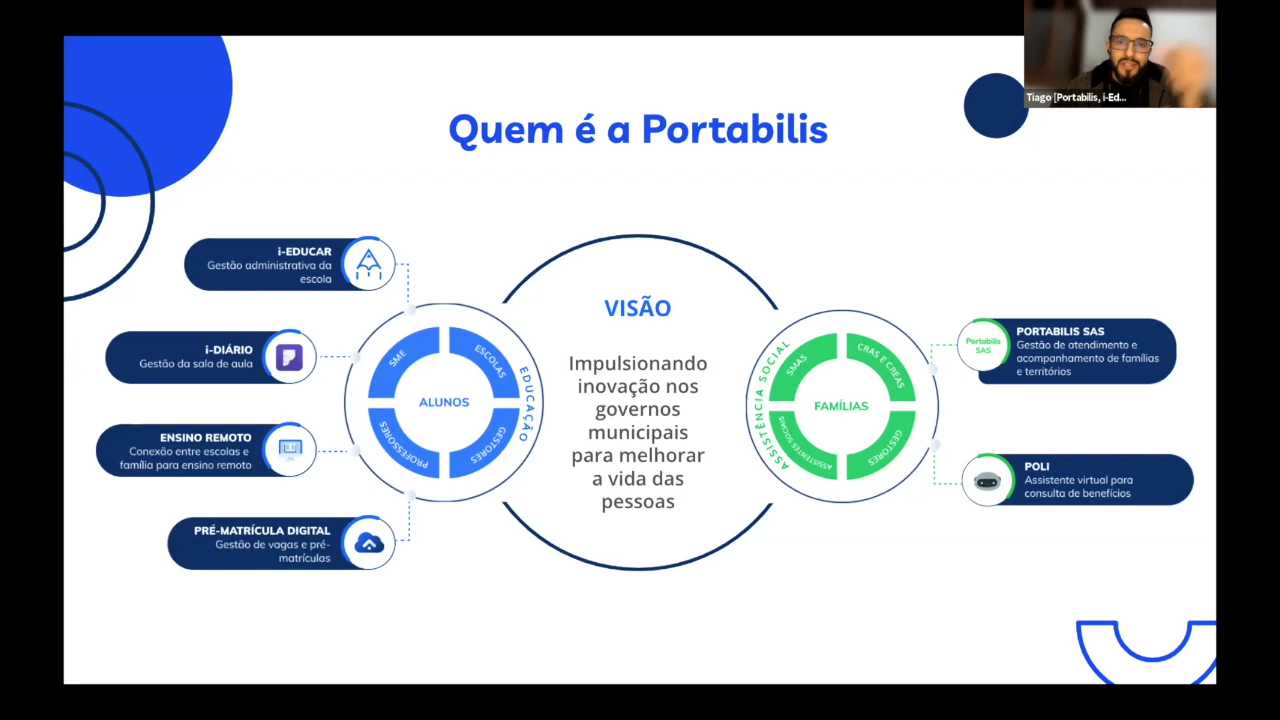 Tiago [Portabilis, i-Ed...
Quem é a Portabilis
i-EDUCAR
Gestão administrativa da
escola
i-DIÁRIO
Gestão da sala de aula
ENSINO REMOTO
Conexão entre escolas e
família para ensino remoto
PRÉ-MATRÍCULA DIGITAL
Gestão de vagas e pré-
matrículas
SME
ESCOLAS
PROFESSORES
GESTORES
ALUNOS
EDUCAÇÃO
VISÃO
Impulsionando
inovação nos
governos
municipais
para melhorar
a vida das
pessoas
ASSISTÊNCIA SOCIAL
SMAS
CRAS E CREAS
ASSISTENTES SOCIAIS
GESTORES
FAMÍLIAS
Portabilis
SAS
PORTABILIS SAS
Gestão de atendimento e
acompanhamento de famílias
e territórios
POLI
Assistente virtual para
consulta de benefícios